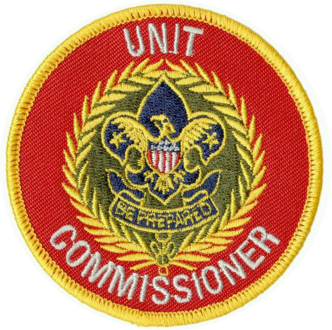 UNIT
BE PREPARED
COMMISSIONER